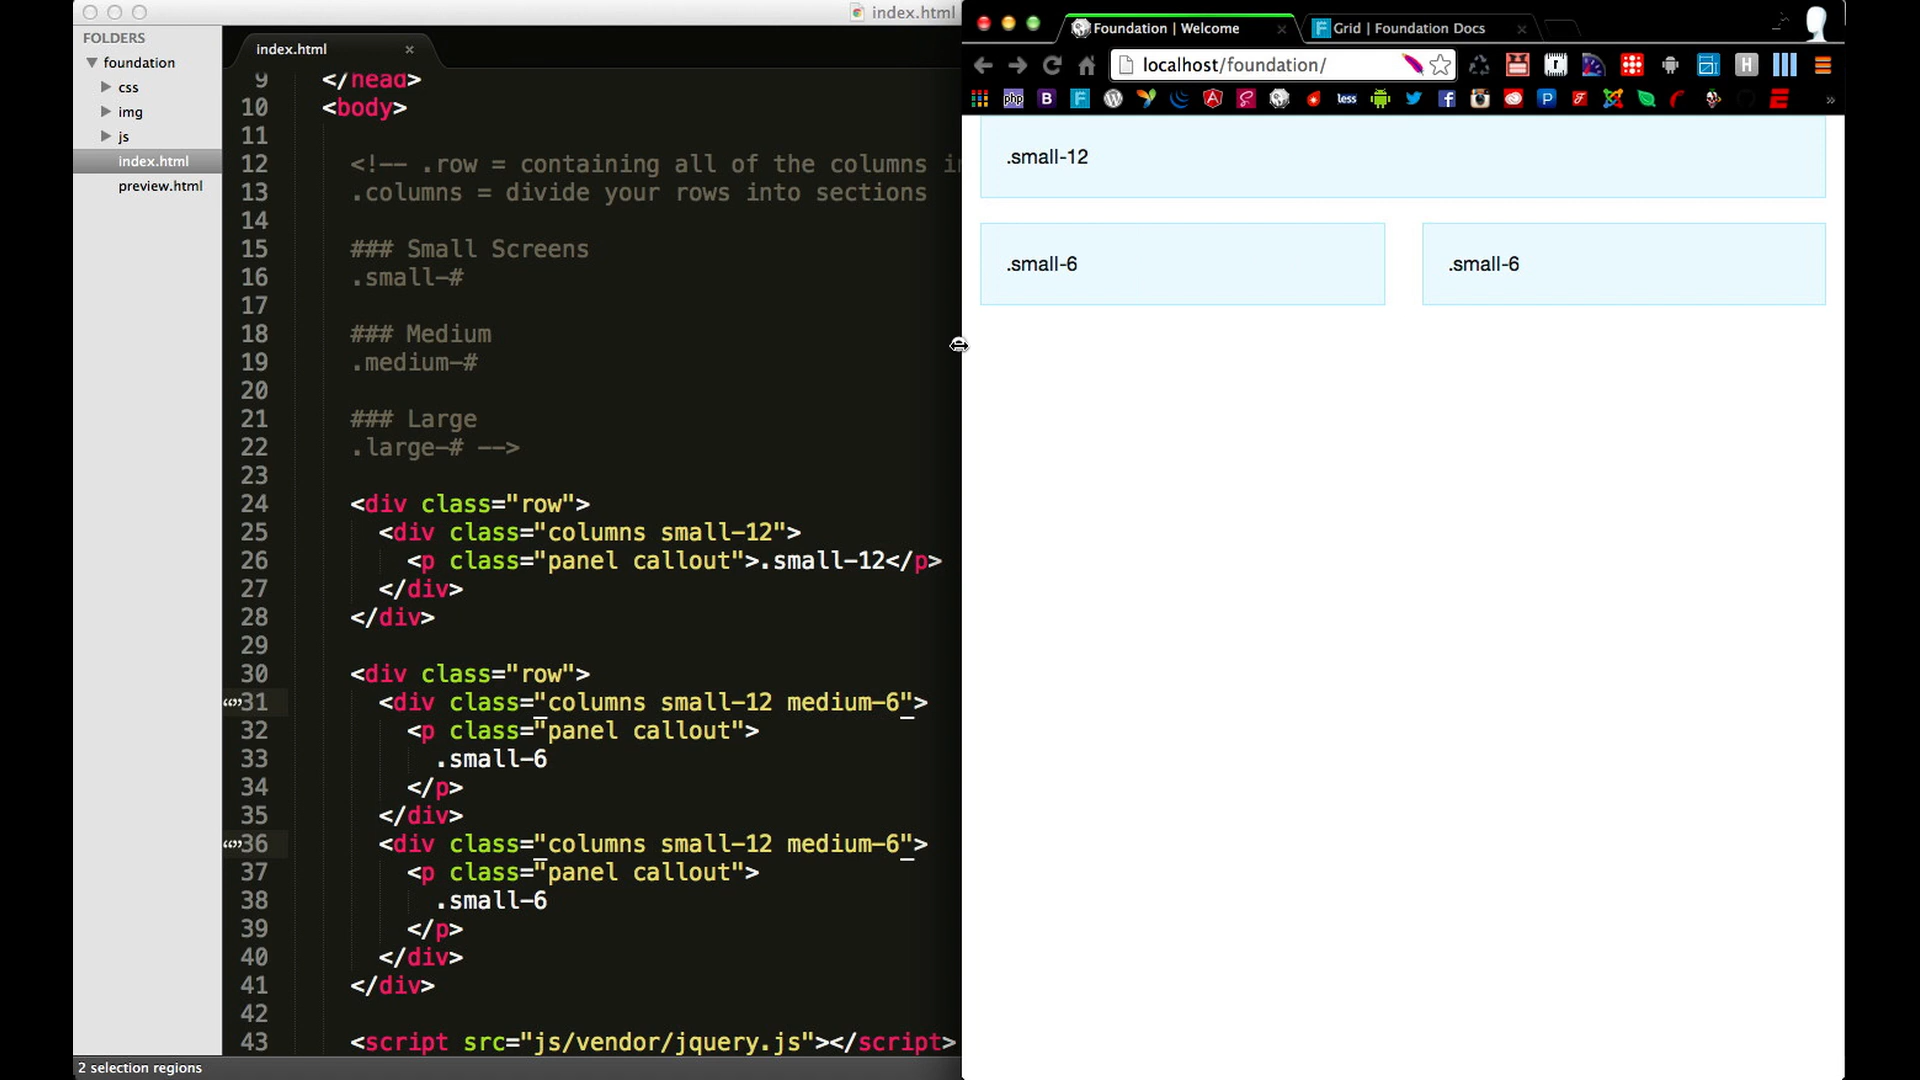 index.html
FOLDERS
foundation
css
img
js
index.html
preview.html
index.html
9 </head>
10 <body>
11
12 <!-- .row = containing all of the columns
13 .columns = divide your rows into sections
14
15 ### Small Screens
16 .small-#
17
18 ### Medium
19 .medium-#
20
21 ### Large
22 .large-# -->
23
24 <div class="row">
25 <div class="columns small-12">
26 <p class="panel callout">.small-12</p>
27 </div>
28 </div>
29
30 <div class="row">
31 <div class="columns small-12 medium-6">
32 <p class="panel callout">
33 .small-6
34 </p>
35 </div>
36 <div class="columns small-12 medium-6">
37 <p class="panel callout">
38 .small-6
39 </p>
40 </div>
41 </div>
42
43 <script src="js/vendor/jquery.js"></script>
2 selection regions
Foundation | Welcome
Grid | Foundation Docs
localhost/foundation/
php
B
less
P
.small-12
.small-6 .small-6